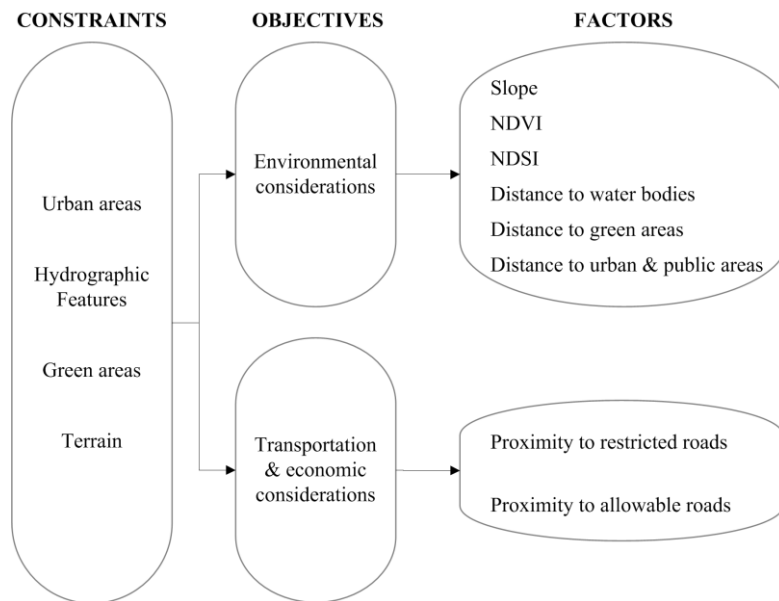 CONSTRAINTS
OBJECTIVES
FACTORS
Urban areas
Hydrographic
Features
Green areas
Terrain
Environmental
considerations
Transportation
& economic
considerations
Slope
NDVI
NDSI
Distance to water bodies
Distance to green areas
Distance to urban & public areas
Proximity to restricted roads
Proximity to allowable roads